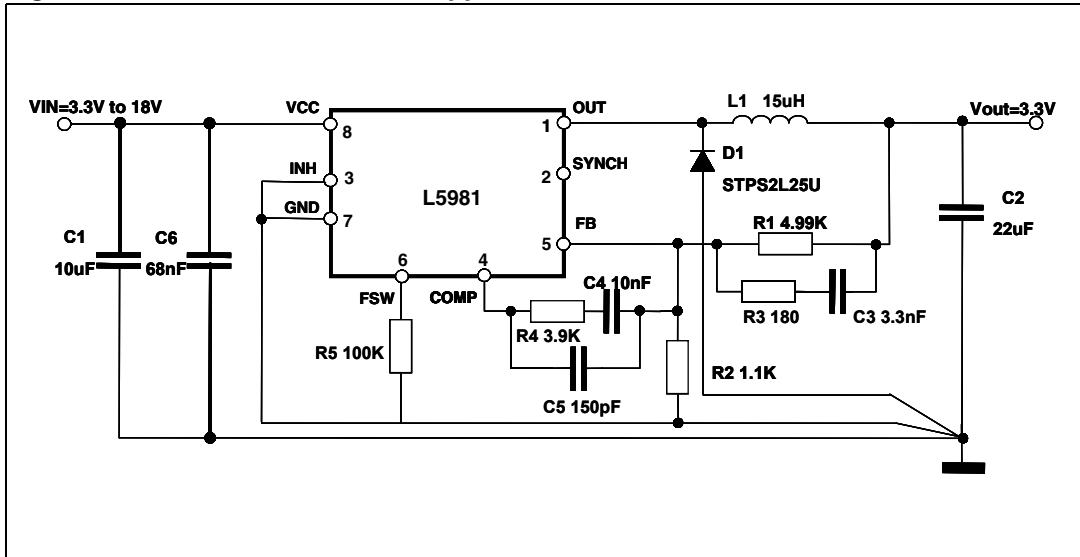 VIN=3.3V to 18V
VCC
8
INH
3
GND
7
L5981
OUT
1
SYNCH
2
FB
5
6
FSW
4
COMP
L1 15uH
Vout=3.3V
D1
STPS2L25U
C2
22uF
R1 4.99K
R3 180
C3 3.3nF
C1
10uF
C6
68nF
C4 10nF
R4 3.9K
C5 150pF
R5 100K
R2 1.1K